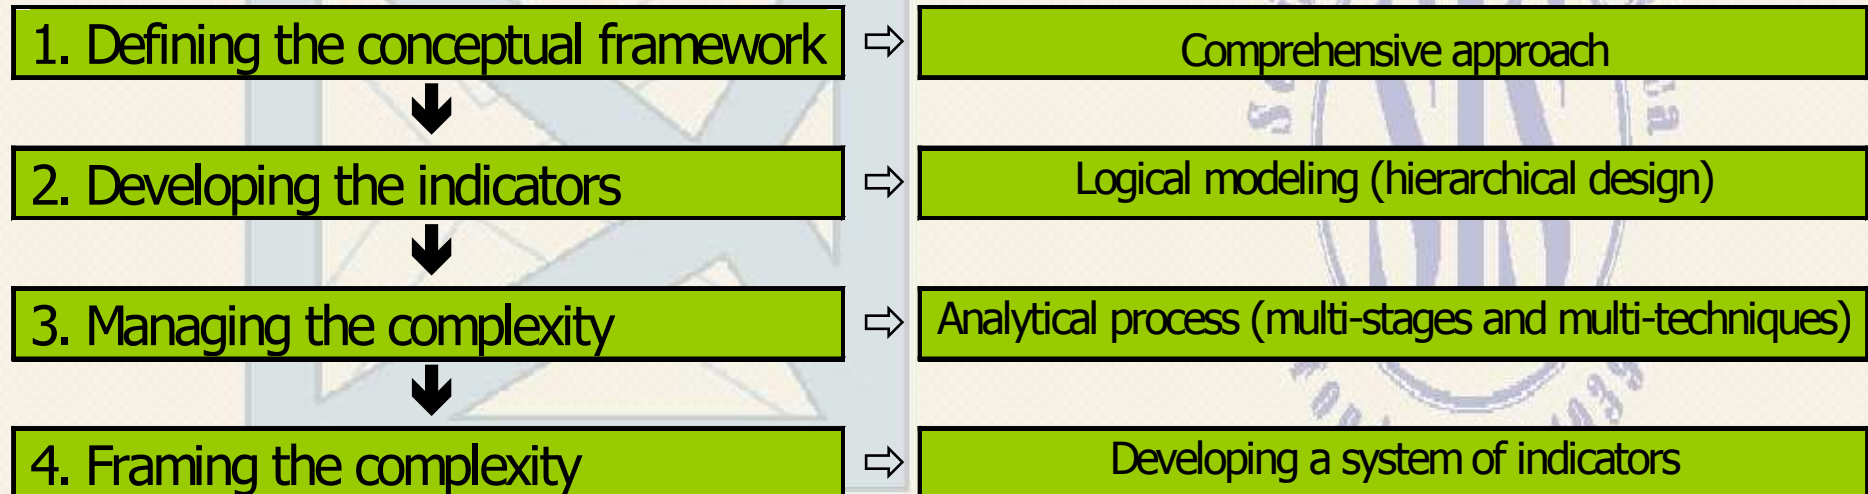 1. Defining the conceptual framework
Comprehensive approach
2. Developing the indicators
Logical modeling (hierarchical design)
3. Managing the complexity
Analytical process (multi-stages and multi-techniques)
4. Framing the complexity
Developing a system of indicators